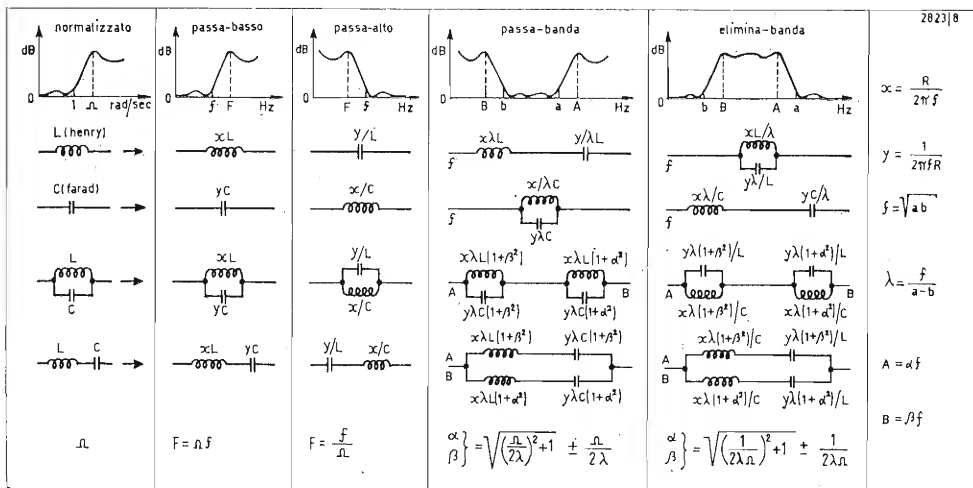 2823|8
normalizzato
dB
0
1 Ω rad/sec
L (henry)
C (farad)
L
C
L C
Ω
passa-basso
dB
0
f F Hz
xL
yC
xL
yC
xL yC
F = Ω f
passa-alto
dB
0
F f Hz
y/L
x/C
y/L
x/C
y/L x/C
F = f/Ω
passa-banda
dB
0
B b a A Hz
xλL y/λL
f
x/λC
f
yλC
xλL(1+β²) xλL(1+α²)
A B
yλC(1+β²) yλC(1+α²)
xλL(1+β²) yλC(1+β²)
A
B
xλL(1+α²) yλC(1+α²)
α β } = √((Ω/2λ)²+1) ± Ω/2λ
elimina-banda
dB
0
b B A a Hz
xL/λ
f
yλ/L
xλ/C yC/λ
f
yλ(1+β²)/L yλ(1+α²)/L
A B
xλ(1+β²)/C xλ(1+α²)/C
xλ(1+β²)/C yλ(1+β²)/L
A
B
xλ(1+α²)/C yλ(1+α²)/L
α β } = √((1/2λΩ)²+1) ± 1/2λΩ
x = R/2πf
y = 1/2πfR
f = √ab
λ = f/a-b
A = αf
B = βf